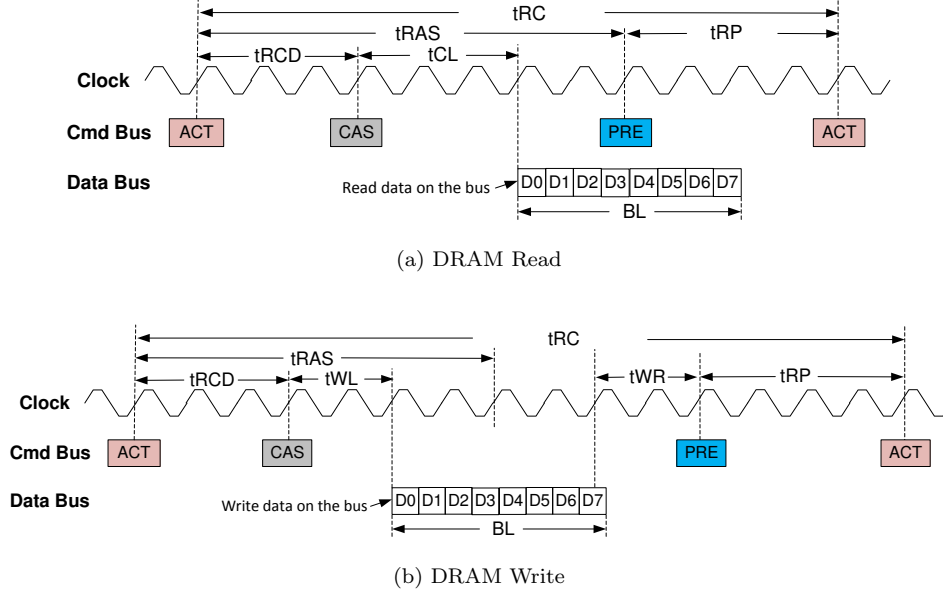 tRC
tRAS tRP
tRCD tCL
Clock
Cmd Bus ACT CAS PRE ACT
Data Bus Read data on the bus D0 D1 D2 D3 D4 D5 D6 D7
BL
(a) DRAM Read
tRC
tRAS
tRCD tWL tWR tRP
Clock
Cmd Bus ACT CAS PRE ACT
Data Bus Write data on the bus D0 D1 D2 D3 D4 D5 D6 D7
BL
(b) DRAM Write